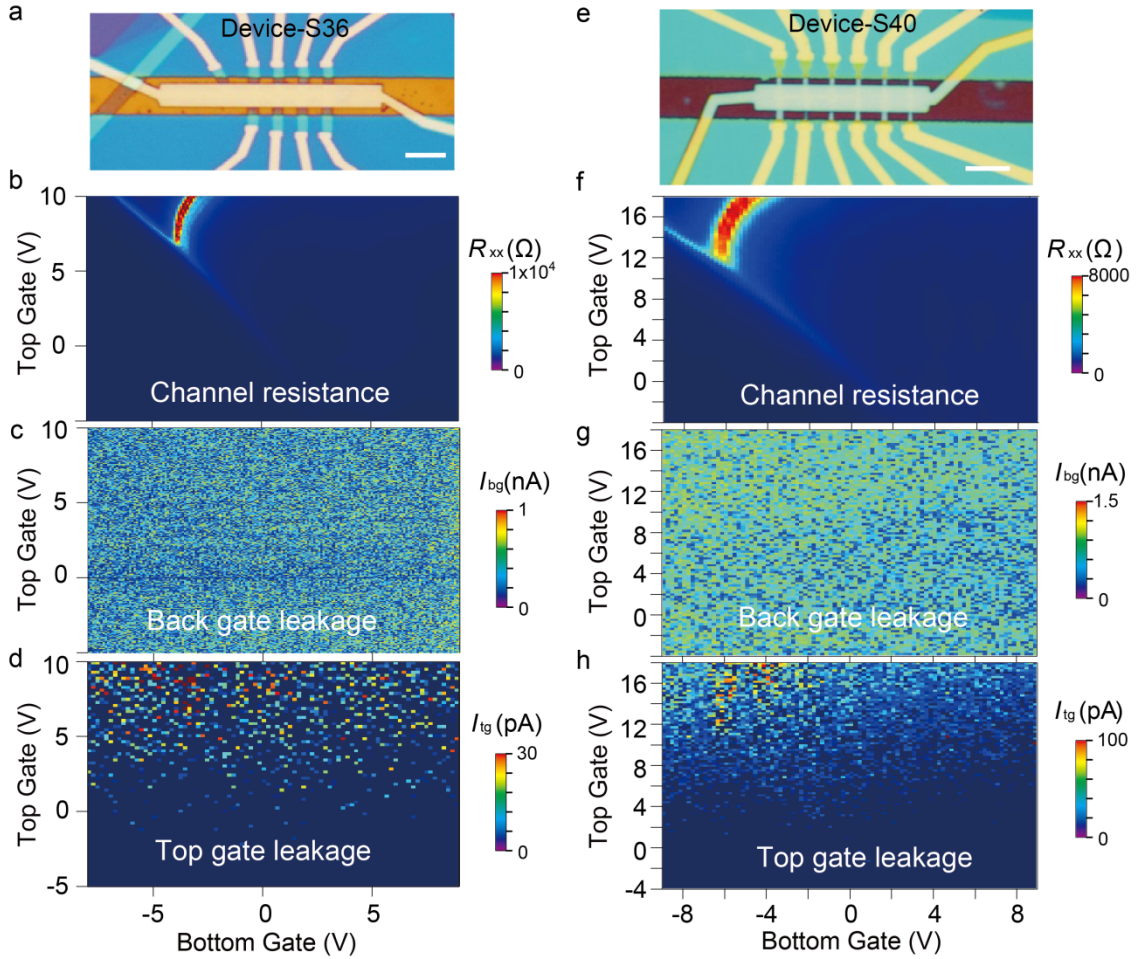 a
Device-S36
b
10
5
0
Top Gate (V)
Channel resistance
Rxx(Ω)
1x10⁴
0
c
10
5
0
Top Gate (V)
Back gate leakage
Ibg(nA)
1
0
d
10
5
0
-5
Top Gate (V)
Top gate leakage
Itg(pA)
30
0
-5 0 5
Bottom Gate (V)
e
Device-S40
f
16
12
8
4
0
Top Gate (V)
Channel resistance
Rxx(Ω)
8000
0
g
16
12
8
4
0
Top Gate (V)
Back gate leakage
Ibg(nA)
1.5
0
h
16
12
8
4
0
-4
Top Gate (V)
Top gate leakage
Itg(pA)
100
0
-8 -4 0 4 8
Bottom Gate (V)